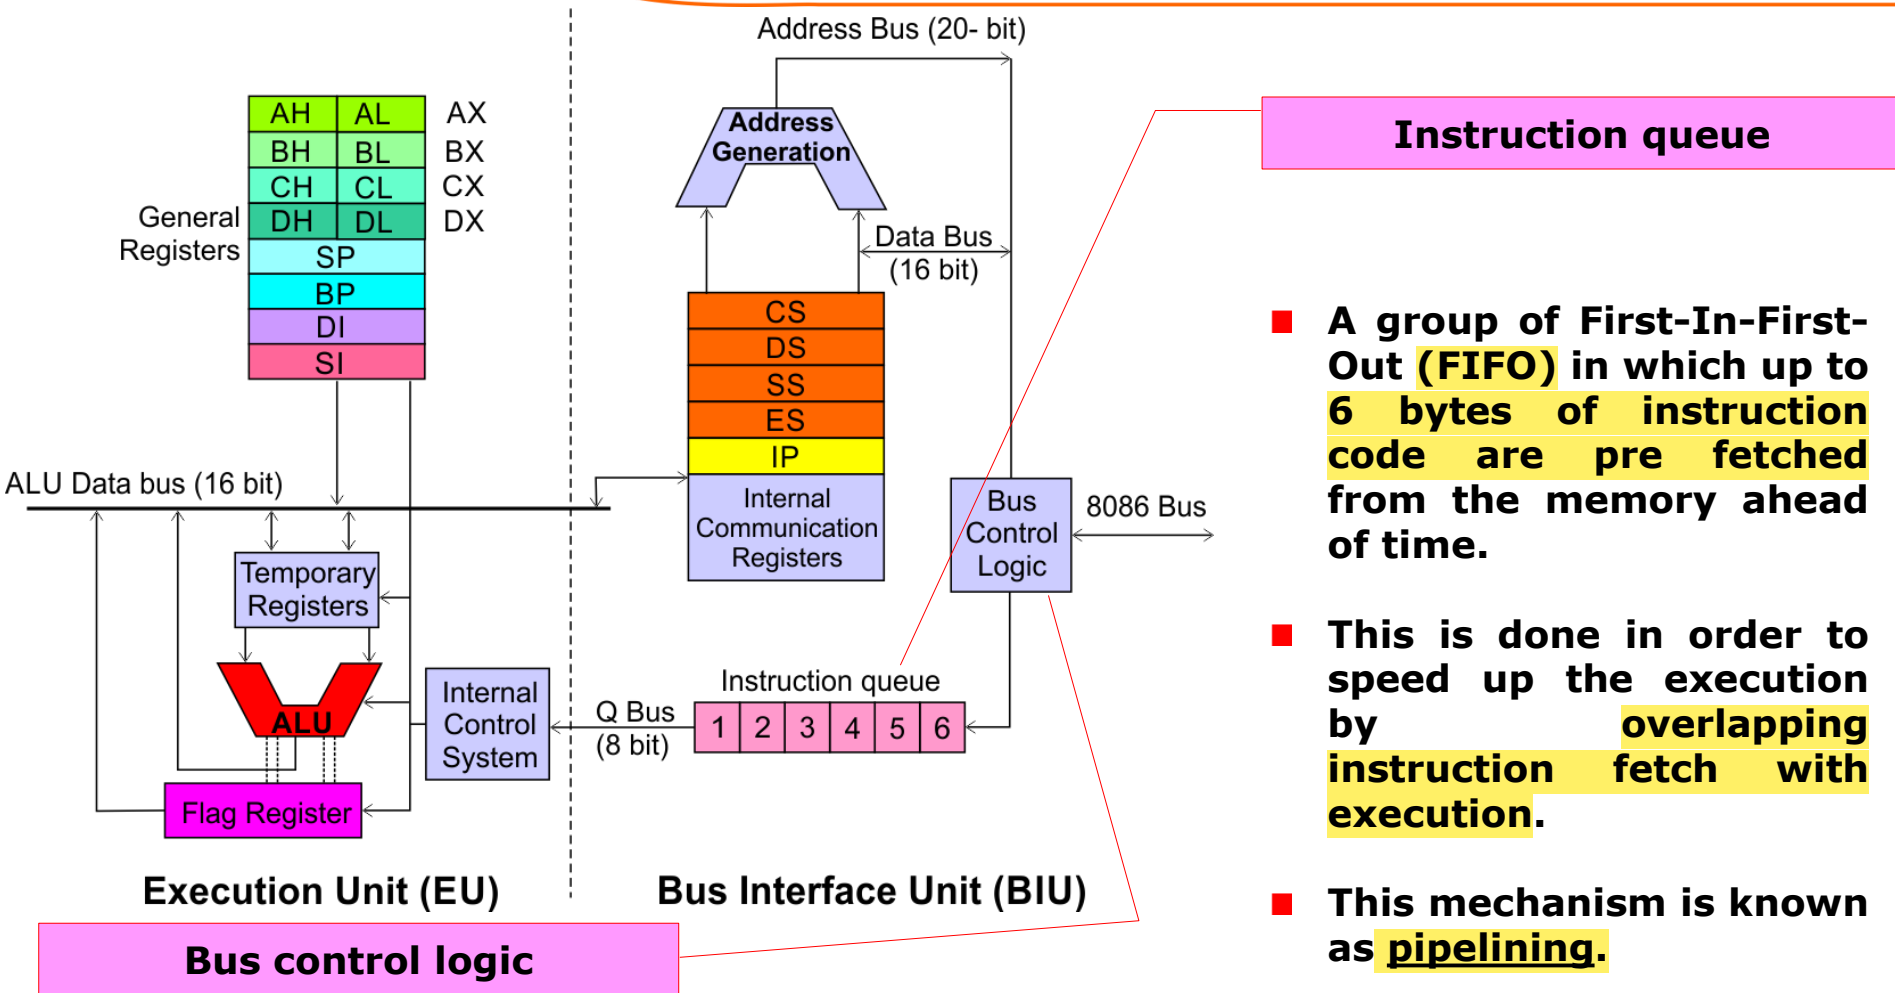 Address Bus (20- bit)
AH AL AX
BH BL BX
CH CL CX
DH DL DX
General
Registers
SP
BP
DI
SI
ALU Data bus (16 bit)
Temporary
Registers
ALU
Internal
Control
System
Flag Register
Execution Unit (EU)
Address
Generation
Data Bus
(16 bit)
CS
DS
SS
ES
IP
Internal
Communication
Registers
Bus
Control
Logic
8086 Bus
Instruction queue
Q Bus
(8 bit)
1 2 3 4 5 6
Bus Interface Unit (BIU)
Bus control logic
Instruction queue
A group of First-In-First-
Out (FIFO) in which up to
6 bytes of instruction
code are pre fetched
from the memory ahead
of time.
This is done in order to
speed up the execution
by overlapping
instruction fetch with
execution.
This mechanism is known
as pipelining.